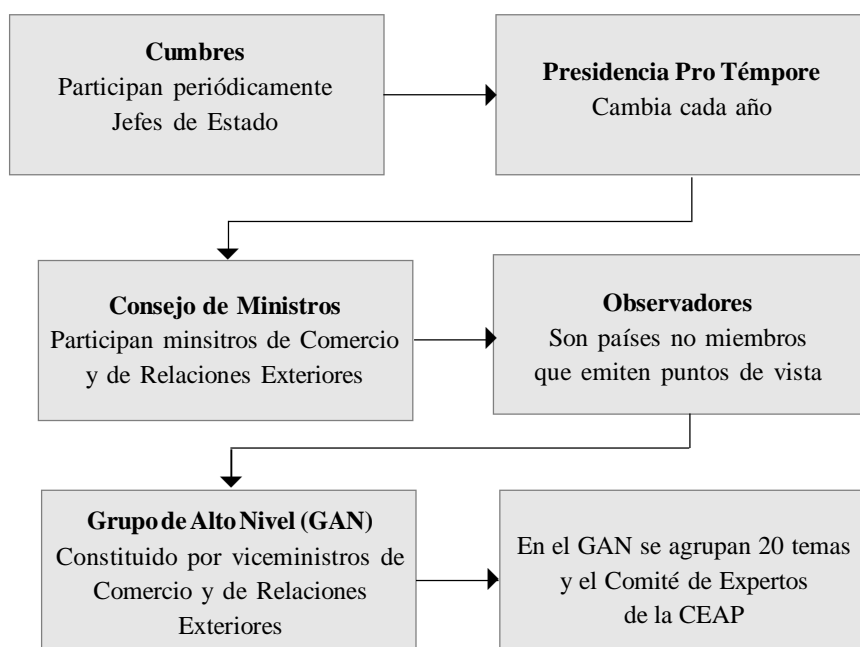 Cumbres
Participan periódicamente
Jefes de Estado
Presidencia Pro Témpore
Cambia cada año
Consejo de Ministros
Participan minsitros de Comercio
y de Relaciones Exteriores
Observadores
Son países no miembros
que emiten puntos de vista
Grupo de Alto Nivel (GAN)
Constituido por viceministros de
Comercio y de Relaciones
Exteriores
En el GAN se agrupan 20 temas
y el Comité de Expertos
de la CEAP